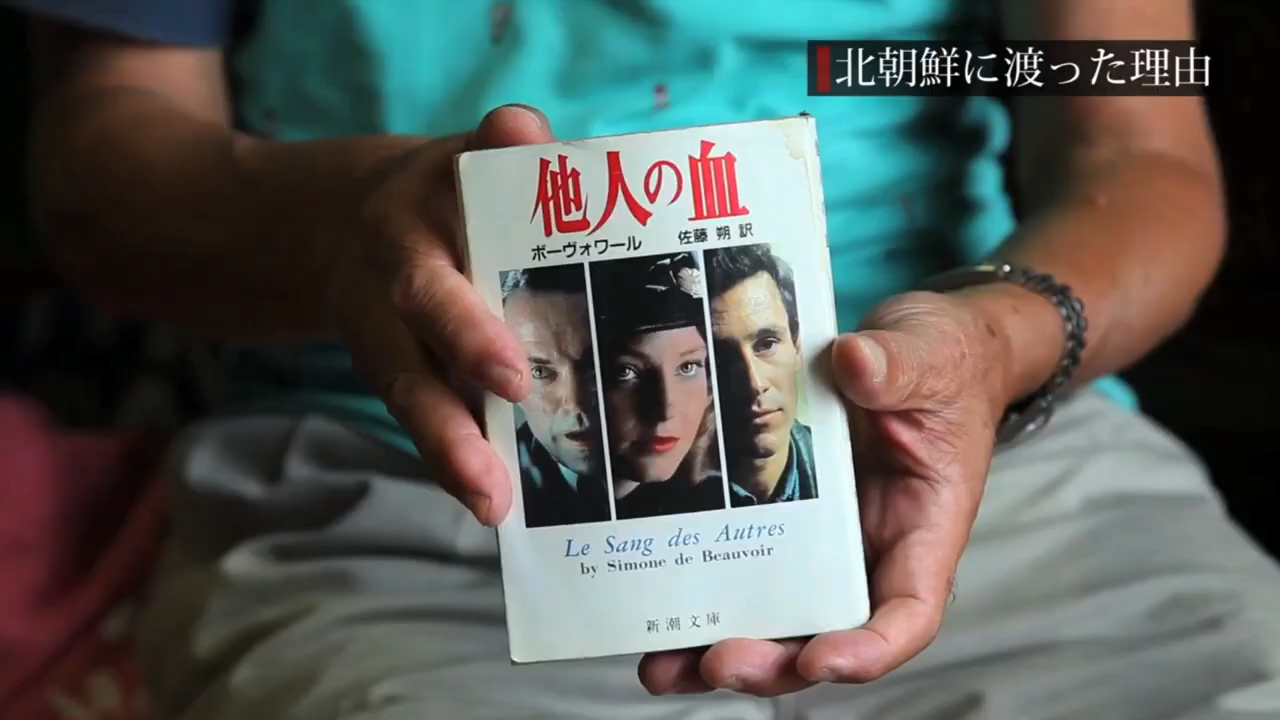 北朝鮮に渡った理由
他人の血
ボーヴォワール 佐藤 朔 訳
Le Sang des Autres
by Simone de Beauvoir
新潮文庫